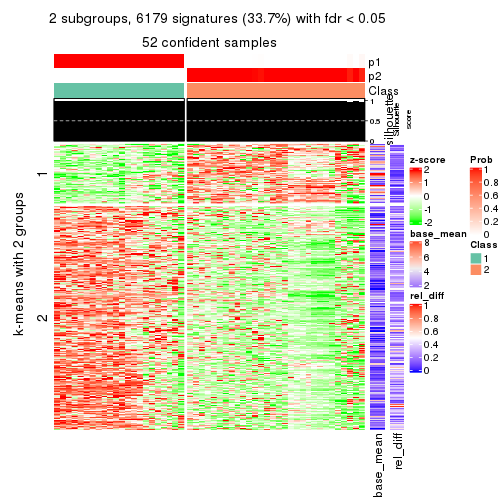 2 subgroups, 6179 signatures (33.7%) with fdr < 0.05
52 confident samples
p1
p2
Class
silhouette
1
0.5
0
Silhouette
score
k-means with 2 groups
1
2
base_mean
rel_diff
z-score
2
1
0
-1
-2
base_mean
8
6
4
2
rel_diff
1
0.8
0.6
0.4
0.2
0
Prob
1
0.8
0.6
0.4
0.2
0
Class
1
2